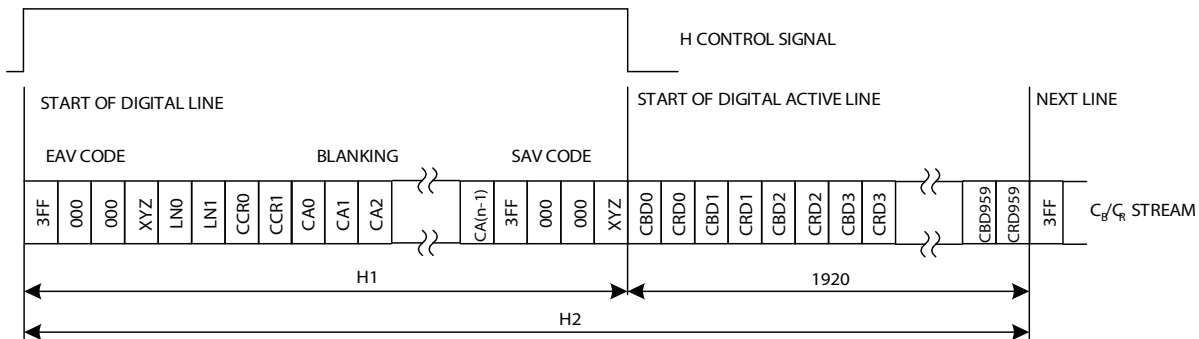 H CONTROL SIGNAL
START OF DIGITAL LINE
START OF DIGITAL ACTIVE LINE
NEXT LINE
EAV CODE
BLANKING
SAV CODE
3FF 000 000 XYZ LN0 LN1 CCR0 CCR1 CA0 CA1 CA2 CA(n-1) 3FF 000 000 XYZ CBD0 CRD0 CBD1 CRD1 CBD2 CRD2 CBD3 CRD3 CBD959 CRD959 3FF
CB/CR STREAM
H1
1920
H2